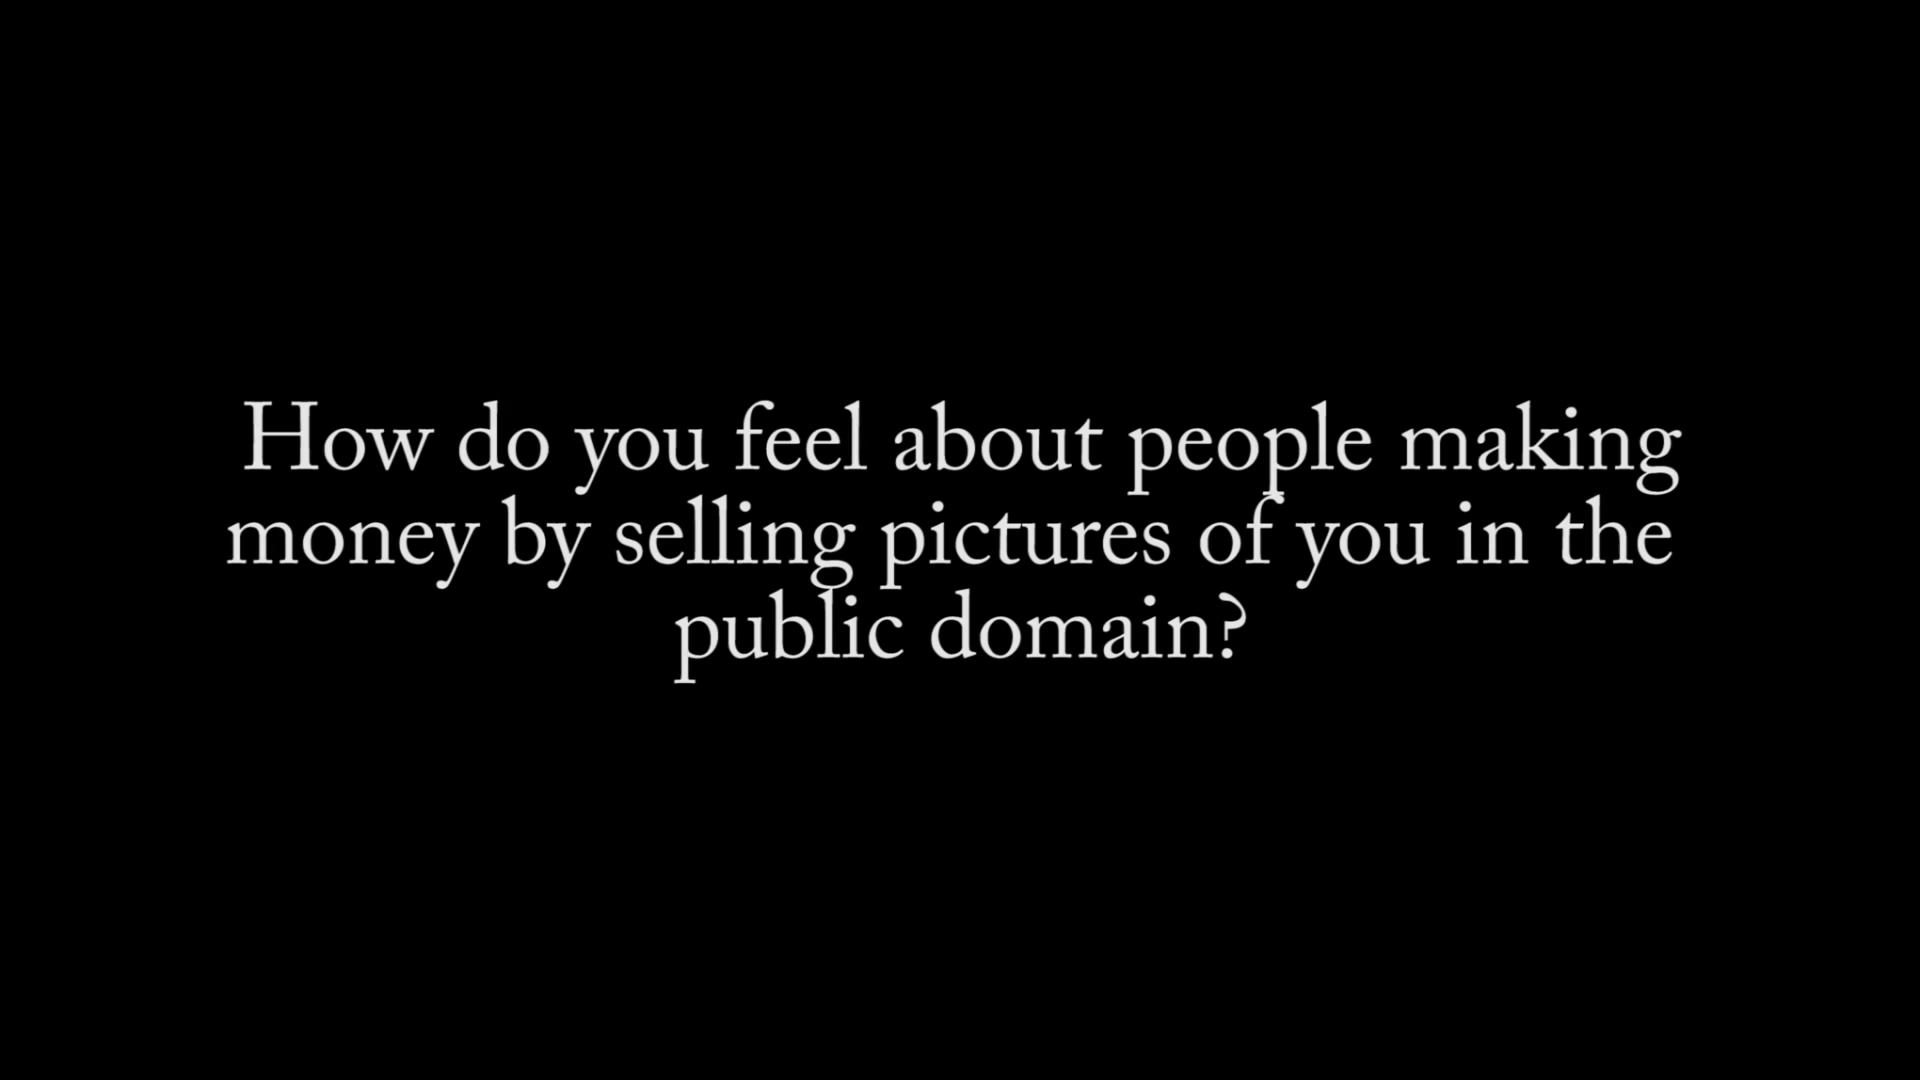 How do you feel about people making
money by selling pictures of you in the
public domain?